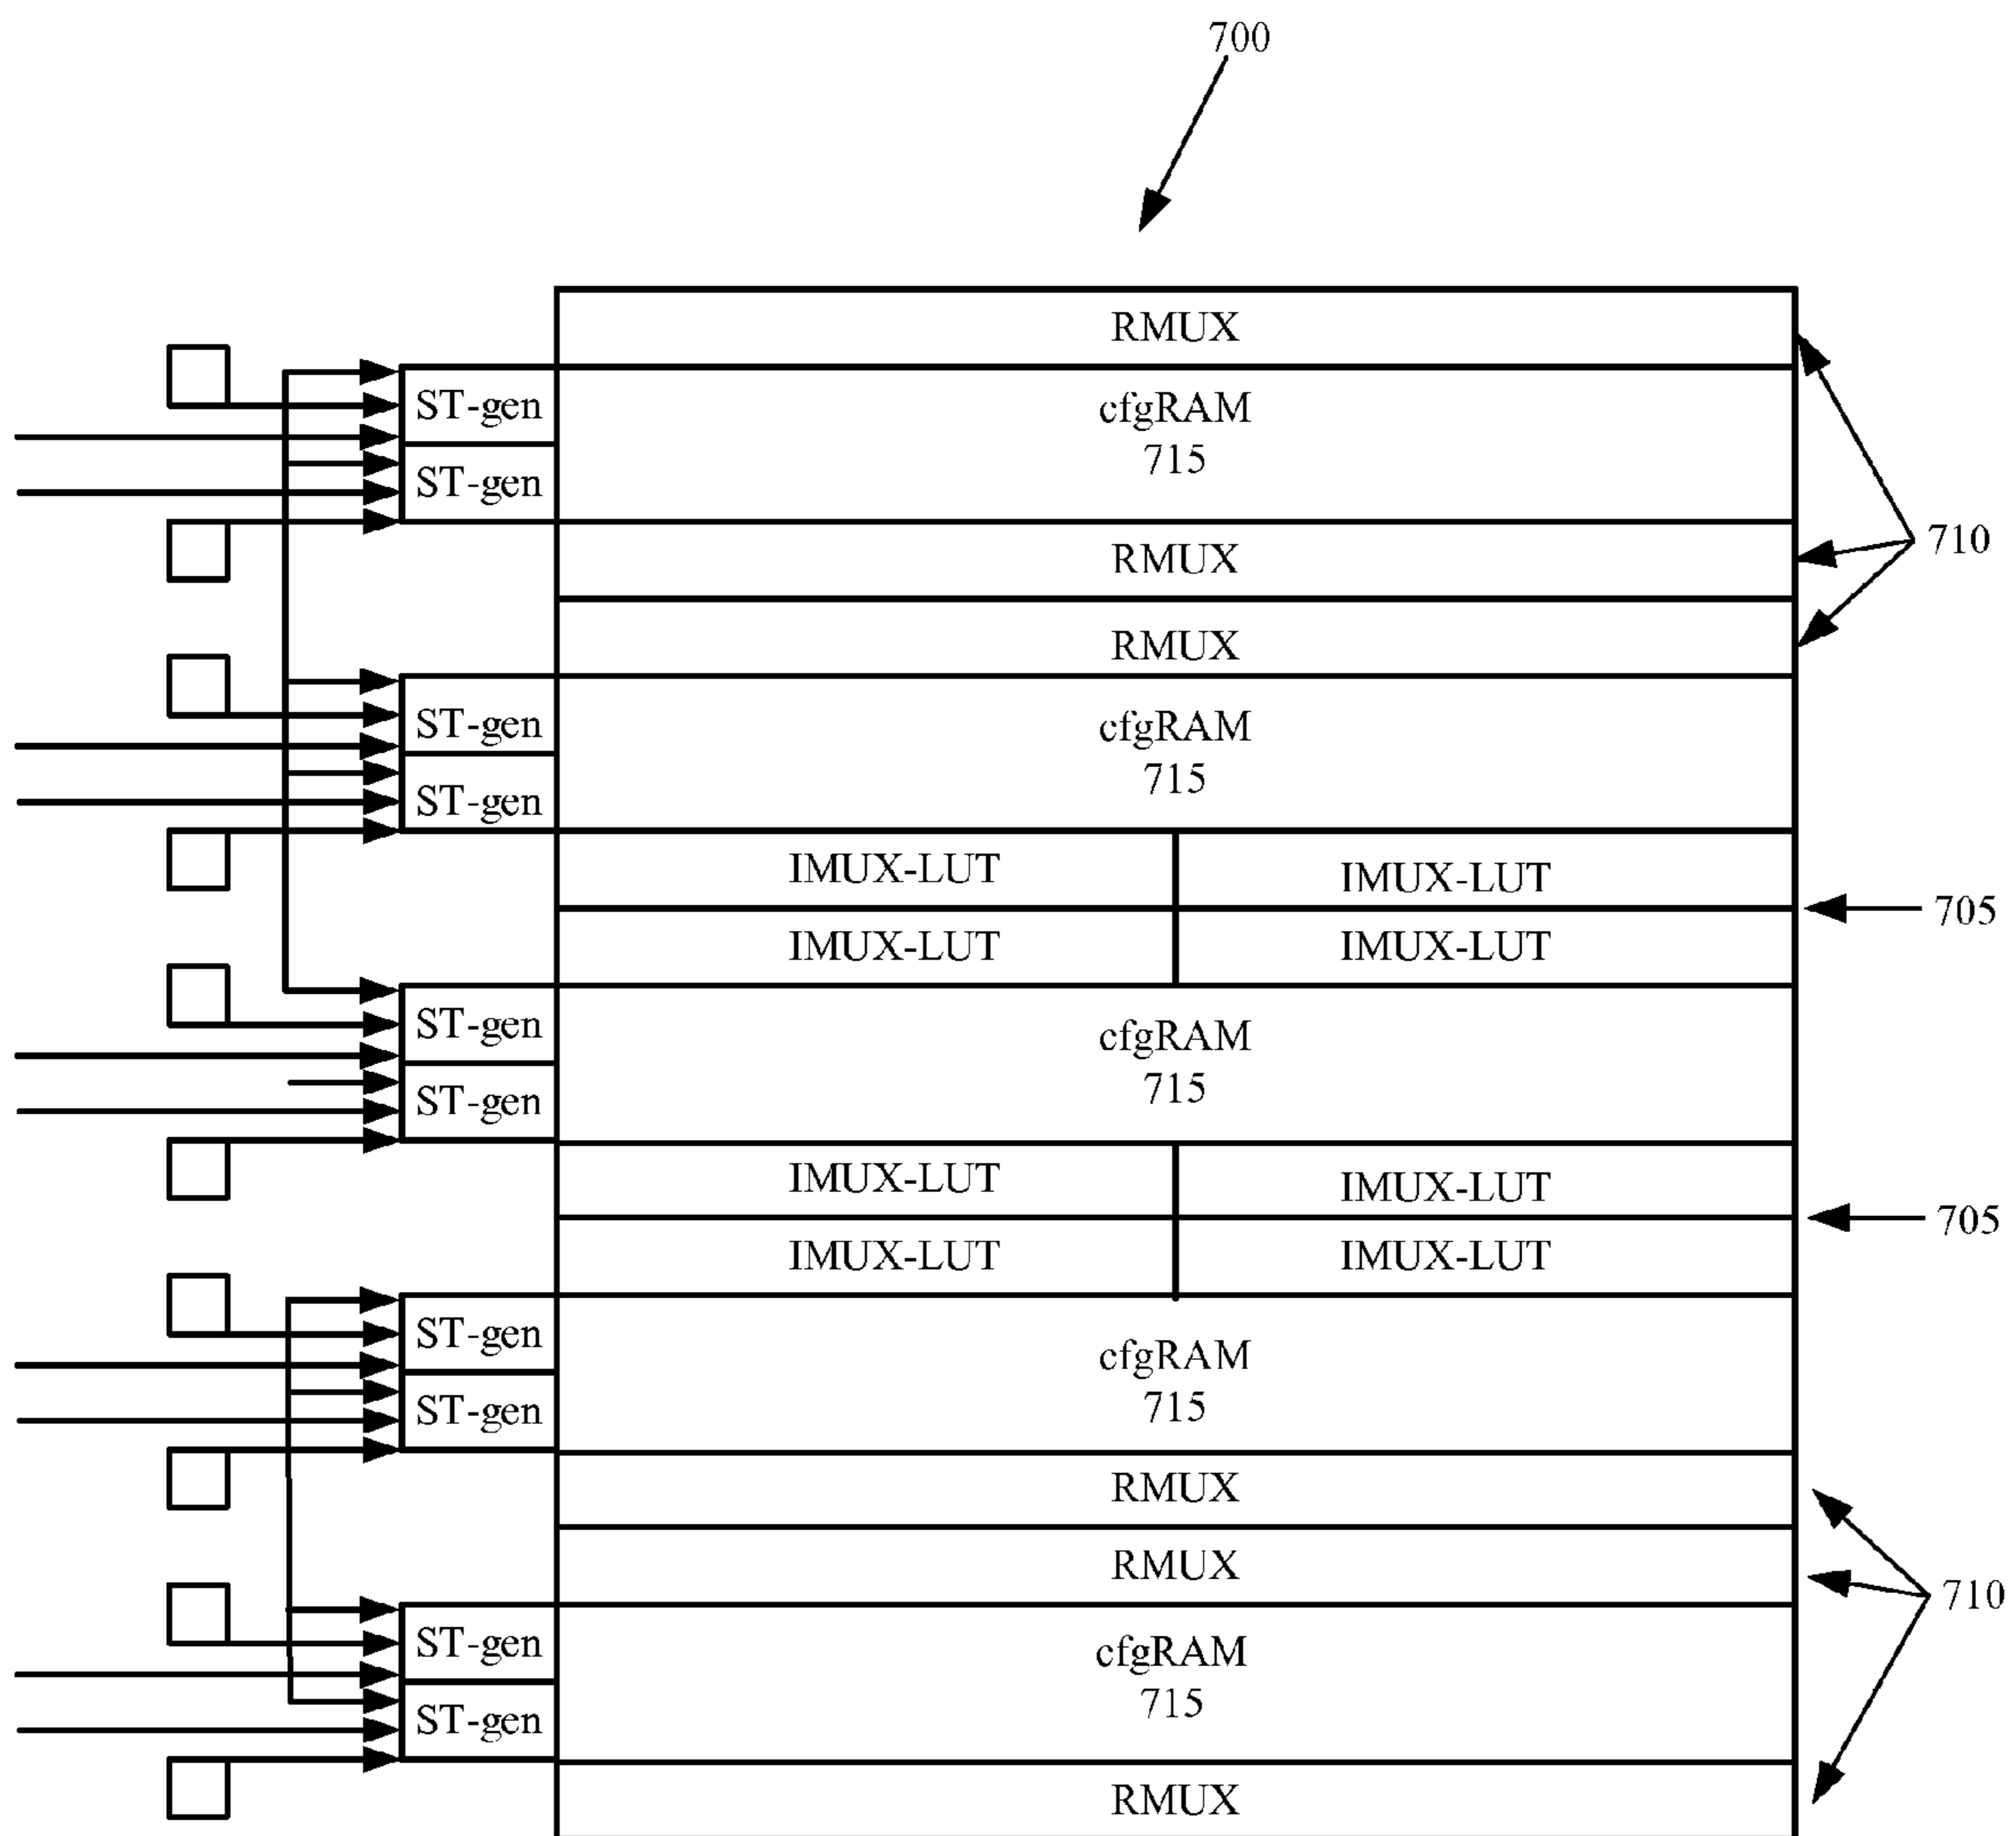 700
RMUX
ST-gen
cfgRAM
715
ST-gen
RMUX
710
RMUX
ST-gen
cfgRAM
715
ST-gen
IMUX-LUT IMUX-LUT
705
IMUX-LUT IMUX-LUT
ST-gen
cfgRAM
715
ST-gen
IMUX-LUT IMUX-LUT
705
IMUX-LUT IMUX-LUT
ST-gen
cfgRAM
715
ST-gen
RMUX
RMUX
710
ST-gen
cfgRAM
715
ST-gen
RMUX